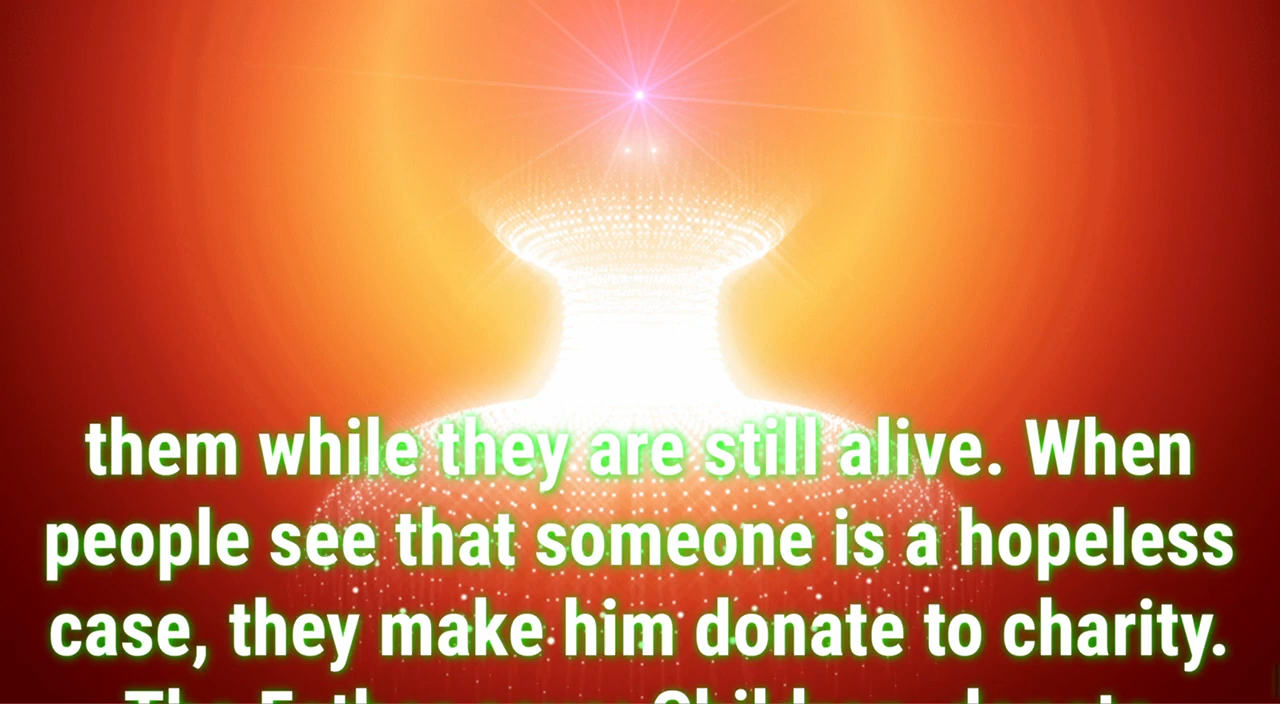 them while they are still alive. When
people see that someone is a hopeless
case, they make him donate to charity.